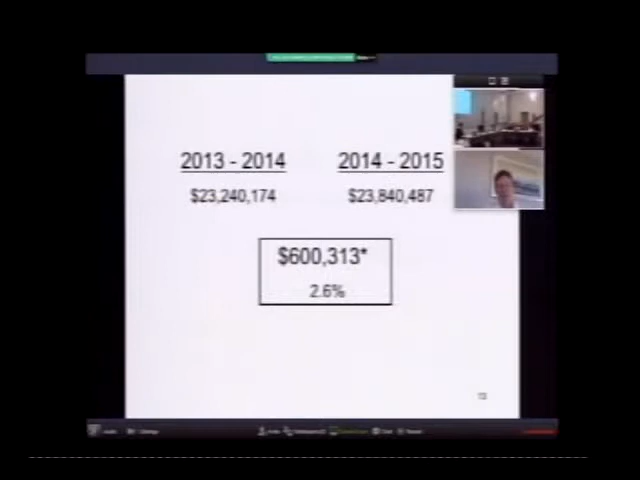 2013 - 2014 2014 - 2015
$23,240,174 $23,840,487
$600,313*
2.6%